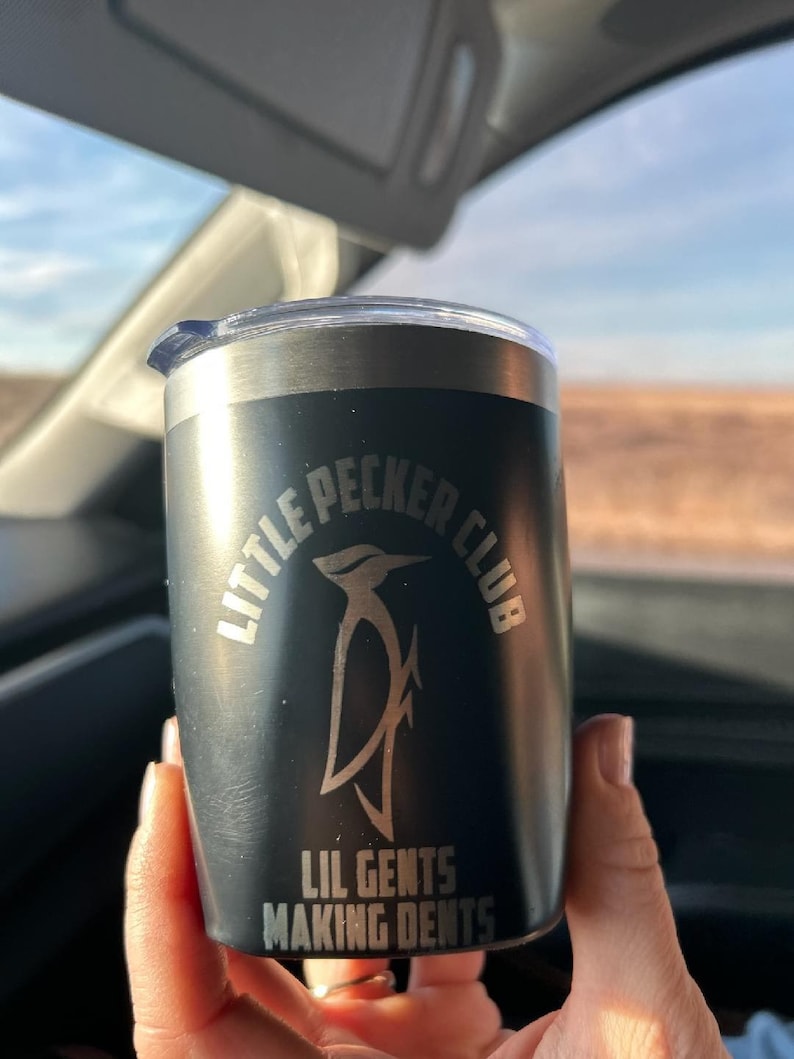 LITTLE PECKER CLUB
LIL GENTS
MAKING DENTS